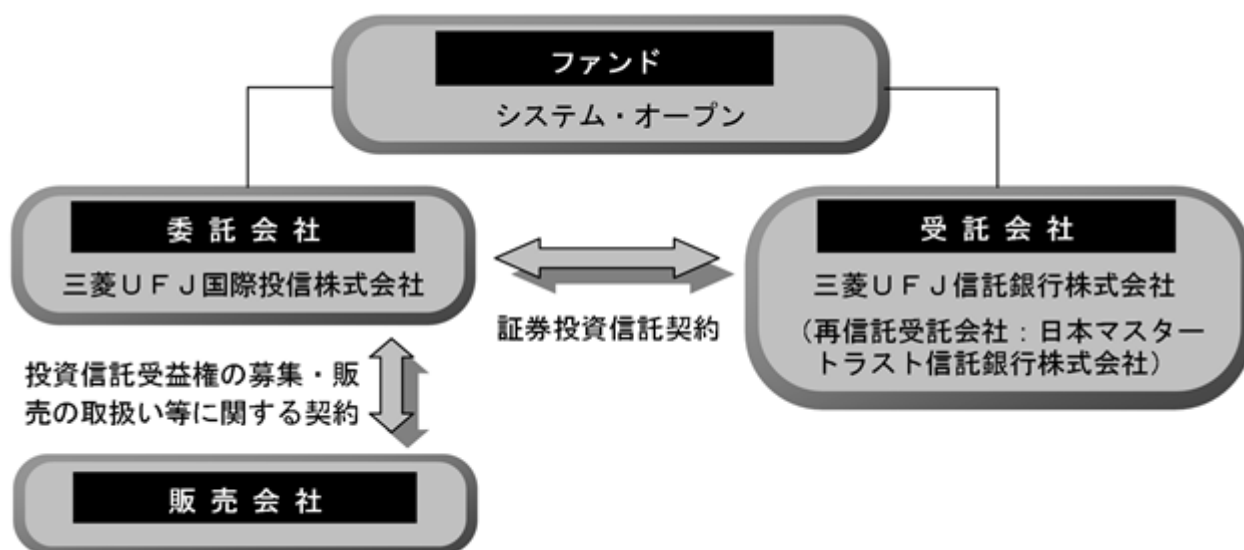 ファンド
システム・オープン
委託会社
三菱UFJ国際投信株式会社
受託会社
三菱UFJ信託銀行株式会社
(再信託受託会社：日本マスター
トラスト信託銀行株式会社)
証券投資信託契約
投資信託受益権の募集・販
売の取扱い等に関する契約
販売会社